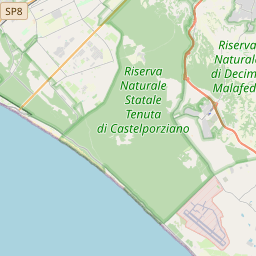 SP8
Riserva
Naturale
Statale
Tenuta
di Castelporziano
Riserva
Naturale
di Decim
Malafed